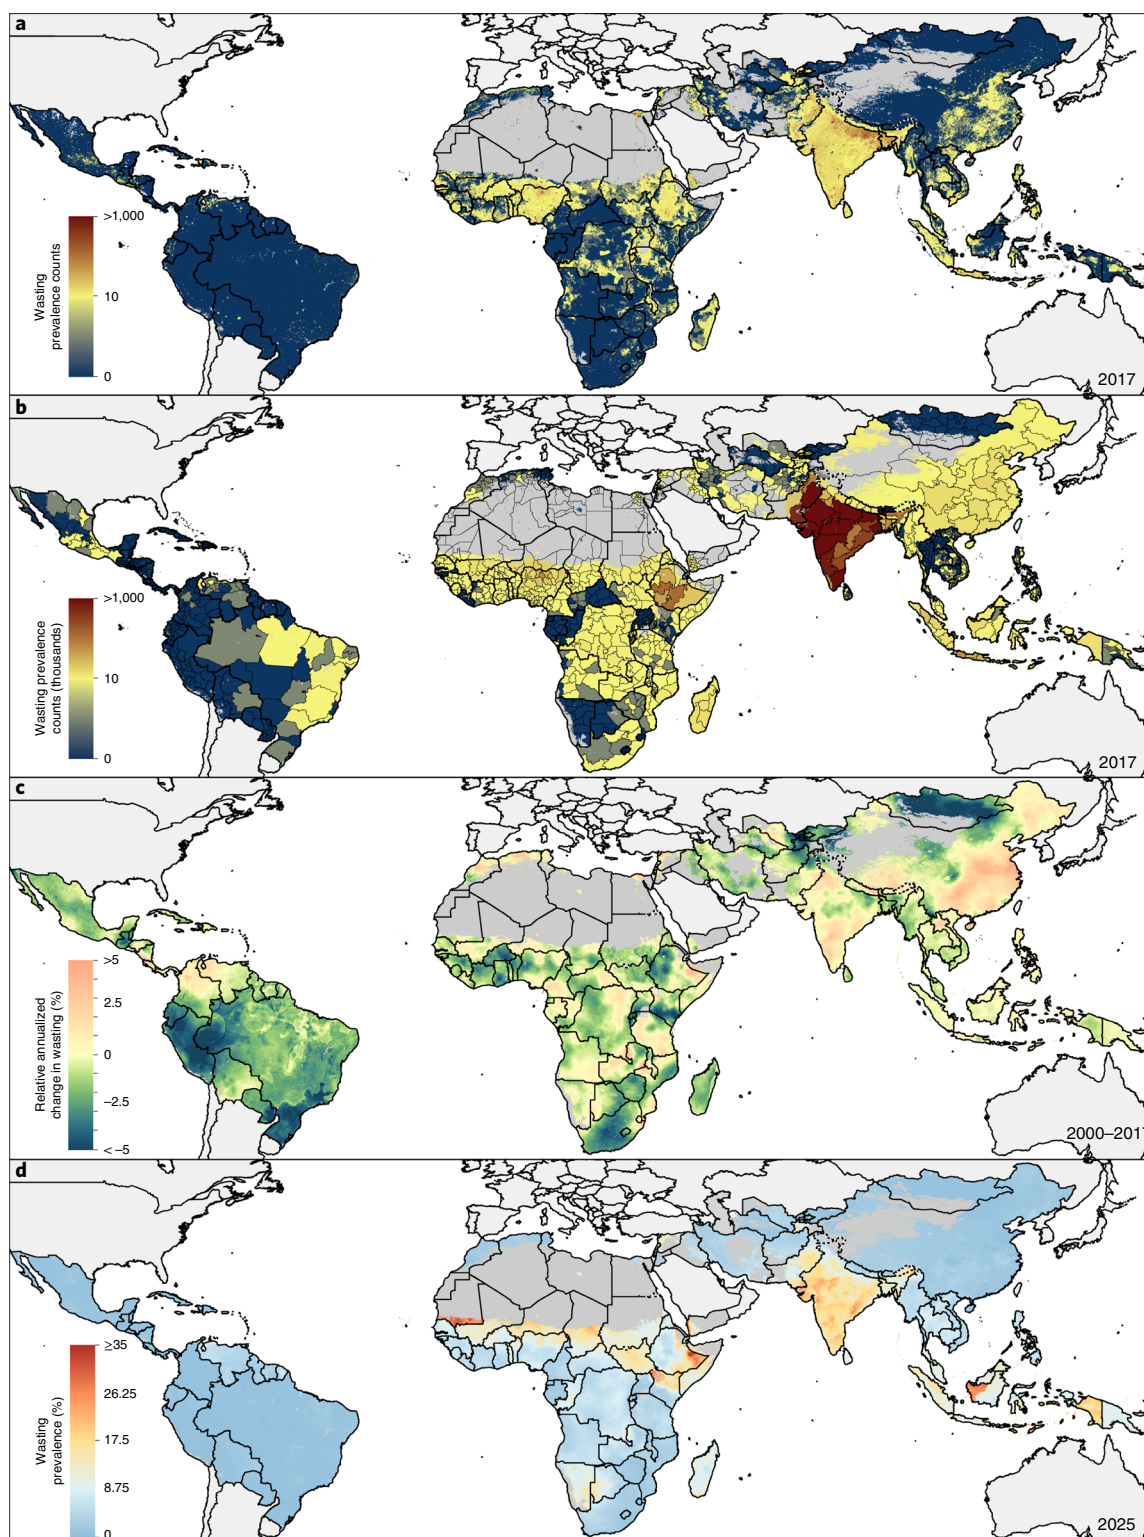 a
>1,000
Wasting
prevalence counts
10
0
2017
b
>1,000
Wasting prevalence
counts (thousands)
10
0
2017
c
>5
2.5
Relative annualized
change in wasting (%)
0
−2.5
< −5
2000–2017
d
≥35
26.25
Wasting
prevalence (%)
17.5
8.75
0
2025